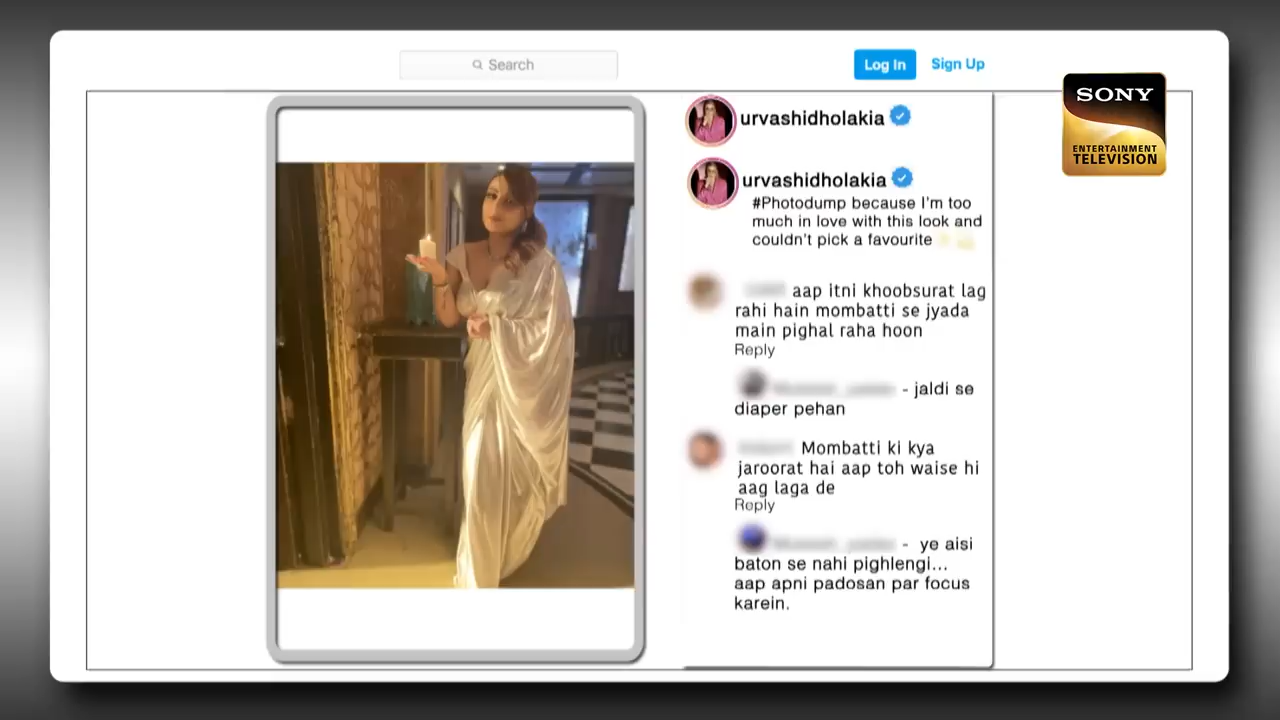 Search
Log In
Sign Up
SONY
ENTERTAINMENT
TELEVISION
urvashidholakia
urvashidholakia
#Photodump because I'm too
much in love with this look and
couldn't pick a favourite
aap itni khoobsurat lag
rahi hain mombatti se jyada
main pighal raha hoon
Reply
- jaldi se
diaper pehan
Mombatti ki kya
jaroorat hai aap toh waise hi
aag laga de
Reply
- ye aisi
baton se nahi pighlengi...
aap apni padosan par focus
karein.